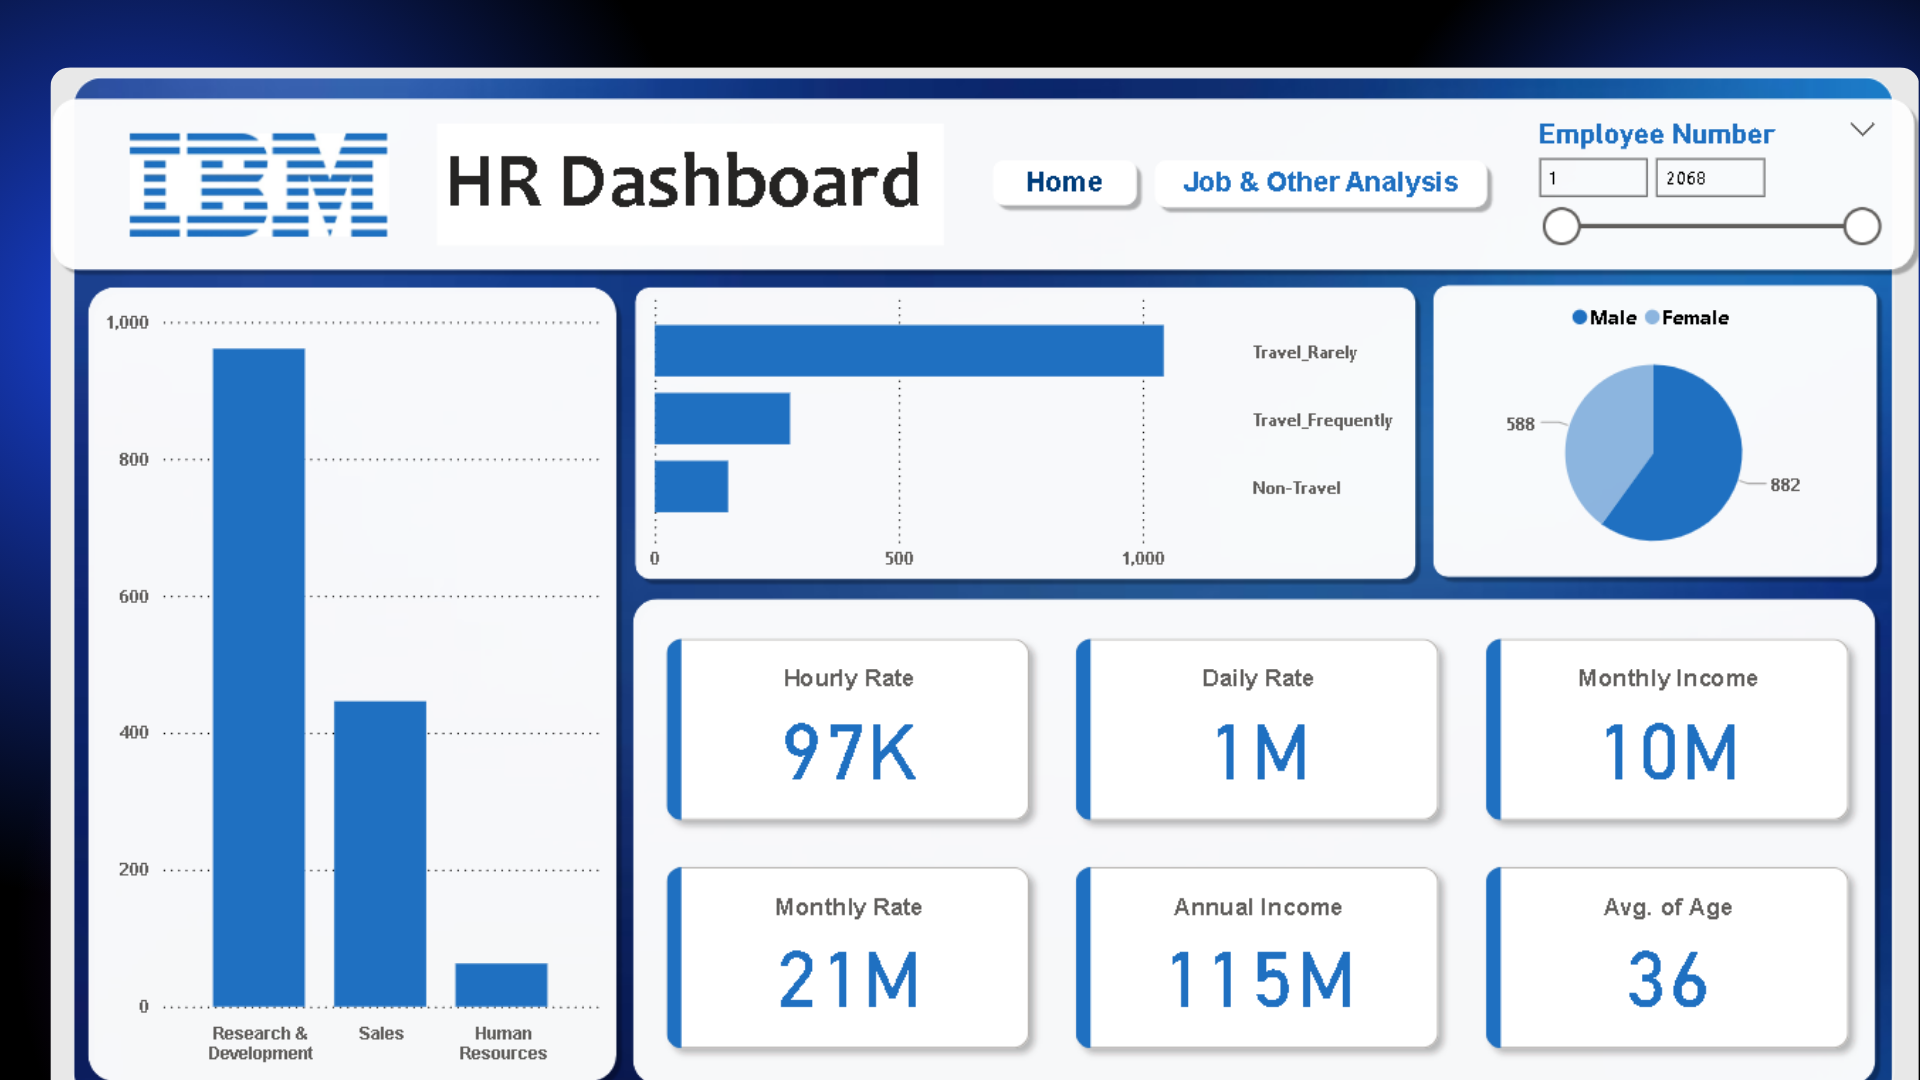 IBM
HR Dashboard
Home
Job & Other Analysis
Employee Number
1
2068
1,000
800
600
400
200
0
Research &
Development
Sales
Human
Resources
Travel_Rarely
Travel_Frequently
Non-Travel
0
500
1,000
Male
Female
588
882
Hourly Rate
97K
Daily Rate
1M
Monthly Income
10M
Monthly Rate
21M
Annual Income
115M
Avg. of Age
36